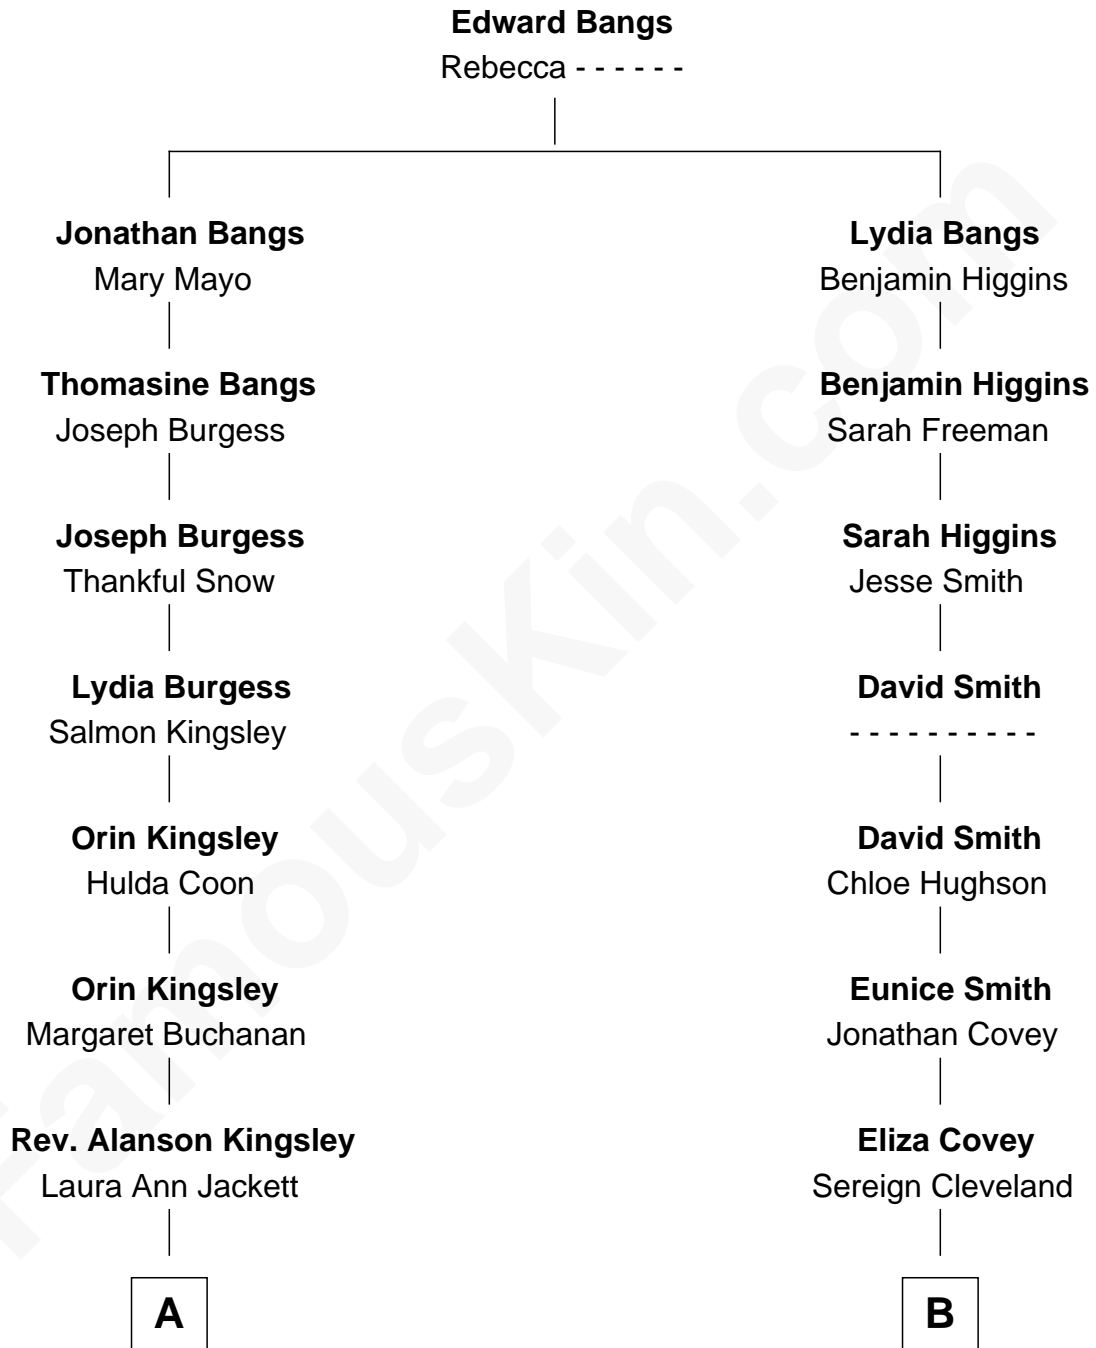 Edward Bangs
Rebecca - - - - - -
Jonathan Bangs
Mary Mayo
Lydia Bangs
Benjamin Higgins
Thomasine Bangs
Joseph Burgess
Benjamin Higgins
Sarah Freeman
Joseph Burgess
Thankful Snow
Sarah Higgins
Jesse Smith
Lydia Burgess
Salmon Kingsley
David Smith
- - - - - - - - - -
Orin Kingsley
Hulda Coon
David Smith
Chloe Hughson
Orin Kingsley
Margaret Buchanan
Eunice Smith
Jonathan Covey
Rev. Alanson Kingsley
Laura Ann Jackett
Eliza Covey
Sereign Cleveland
A
B
FamousKin.com